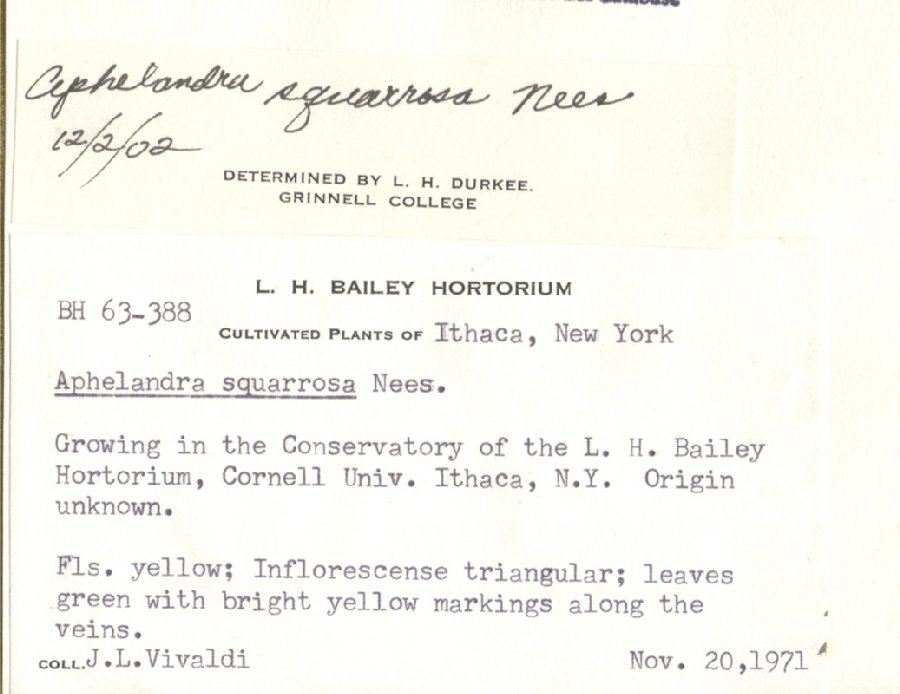 Aphelandra squarrosa Nees
12/2/02
DETERMINED BY L. H. DURKEE,
GRINNELL COLLEGE
L. H. BAILEY HORTORIUM
BH 63-388
CULTIVATED PLANTS OF Ithaca, New York
Aphelandra squarrosa Nees.
Growing in the Conservatory of the L. H. Bailey
Hortorium, Cornell Univ. Ithaca, N.Y. Origin
unknown.
Fls. yellow; Inflorescense triangular; leaves
green with bright yellow markings along the
veins.
COLL. J.L.Vivaldi Nov. 20,1971